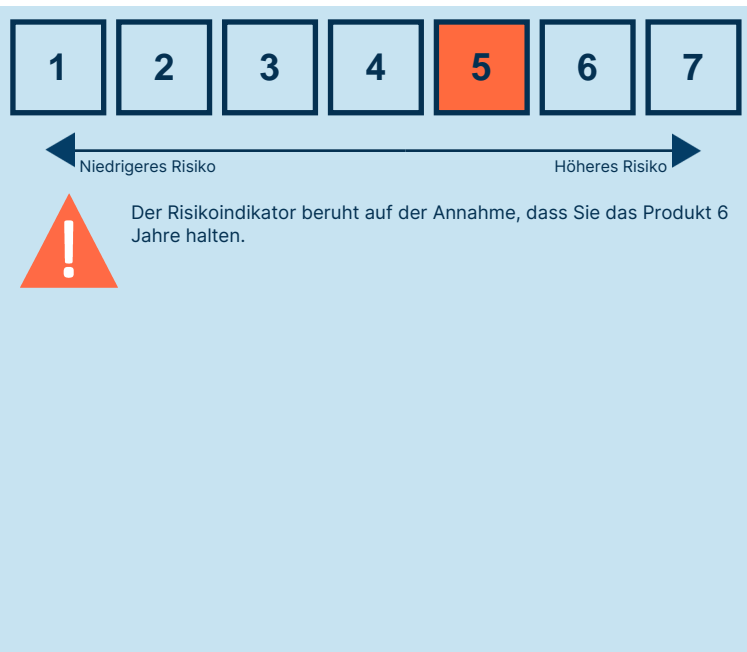 1 2 3 4 5 6 7
Niedrigeres Risiko Höheres Risiko
Der Risikoindikator beruht auf der Annahme, dass Sie das Produkt 6
Jahre halten.
!